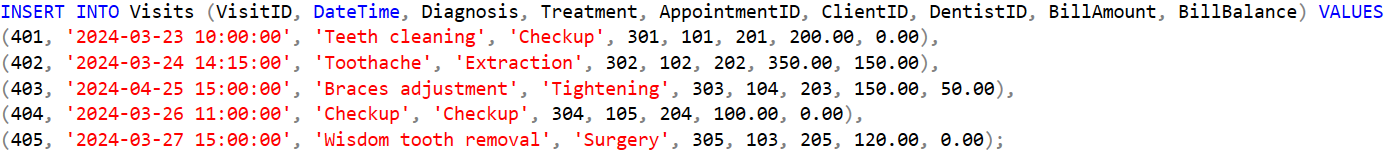 INSERT INTO Visits (VisitID, DateTime, Diagnosis, Treatment, AppointmentID, ClientID, DentistID, BillAmount, BillBalance) VALUES
(401, '2024-03-23 10:00:00', 'Teeth cleaning', 'Checkup', 301, 101, 201, 200.00, 0.00),
(402, '2024-03-24 14:15:00', 'Toothache', 'Extraction', 302, 102, 202, 350.00, 150.00),
(403, '2024-04-25 15:00:00', 'Braces adjustment', 'Tightening', 303, 104, 203, 150.00, 50.00),
(404, '2024-03-26 11:00:00', 'Checkup', 'Checkup', 304, 105, 204, 100.00, 0.00),
(405, '2024-03-27 15:00:00', 'Wisdom tooth removal', 'Surgery', 305, 103, 205, 120.00, 0.00);